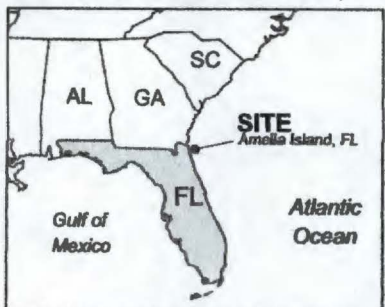 SC
AL
GA
SITE
Amelia Island, FL
FL
Gulf of
Mexico
Atlantic
Ocean